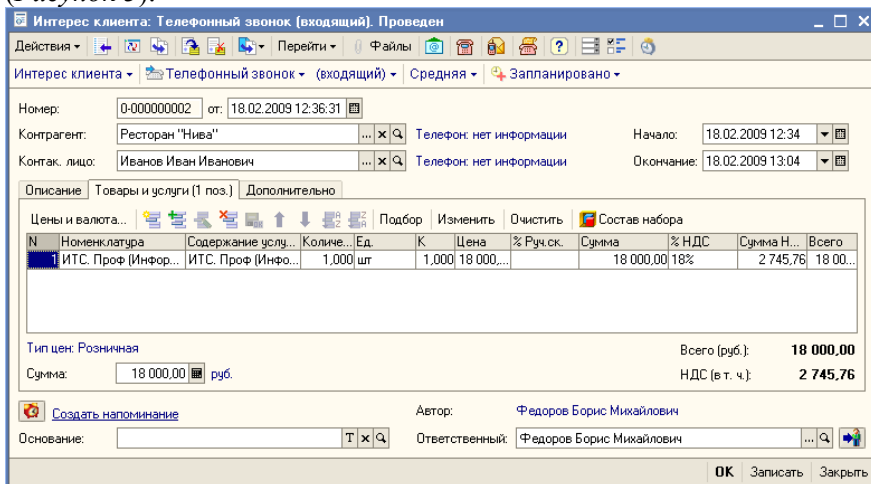 (Рисунок 3).
Интерес клиента: Телефонный звонок (входящий). Проведен
Действия Перейти Файлы
Интерес клиента Телефонный звонок (входящий) Средняя Запланировано
Номер: 0-000000002 от: 18.02.2009 12:36:31
Контрагент: Ресторан "Нива" ... Телефон: нет информации Начало: 18.02.2009 12:34
Контак. лицо: Иванов Иван Иванович ... Телефон: нет информации Окончание: 18.02.2009 13:04
Описание Товары и услуги (1 поз.) Дополнительно
Цены и валюта... Подбор Изменить Очистить Состав набора
N Номенклатура Содержание услу... Количе... Ед. К Цена % Руч.ск. Сумма % НДС Сумма Н... Всего
1 ИТС. Проф (Инфор... ИТС. Проф (Инфо... 1,000 шт 1,000 18 000,... 18 000,00 18% 2 745,76 18 00...
Тип цен: Розничная Всего (руб.): 18 000,00
Сумма: 18 000,00 руб. НДС (в т. ч.): 2 745,76
Создать напоминание Автор: Федоров Борис Михайлович
Основание: T Ответственный: Федоров Борис Михайлович ...
OK Записать Закрыть